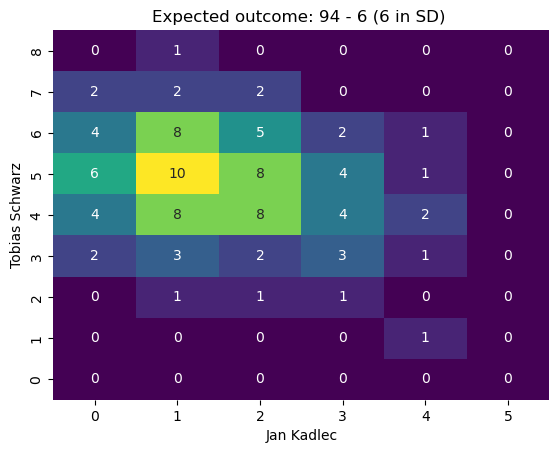 Expected outcome: 94 - 6 (6 in SD)
Tobias Schwarz
8 0 1 0 0 0 0
7 2 2 2 0 0 0
6 4 8 5 2 1 0
5 6 10 8 4 1 0
4 4 8 8 4 2 0
3 2 3 2 3 1 0
2 0 1 1 1 0 0
1 0 0 0 0 1 0
0 0 0 0 0 0 0
0 1 2 3 4 5
Jan Kadlec